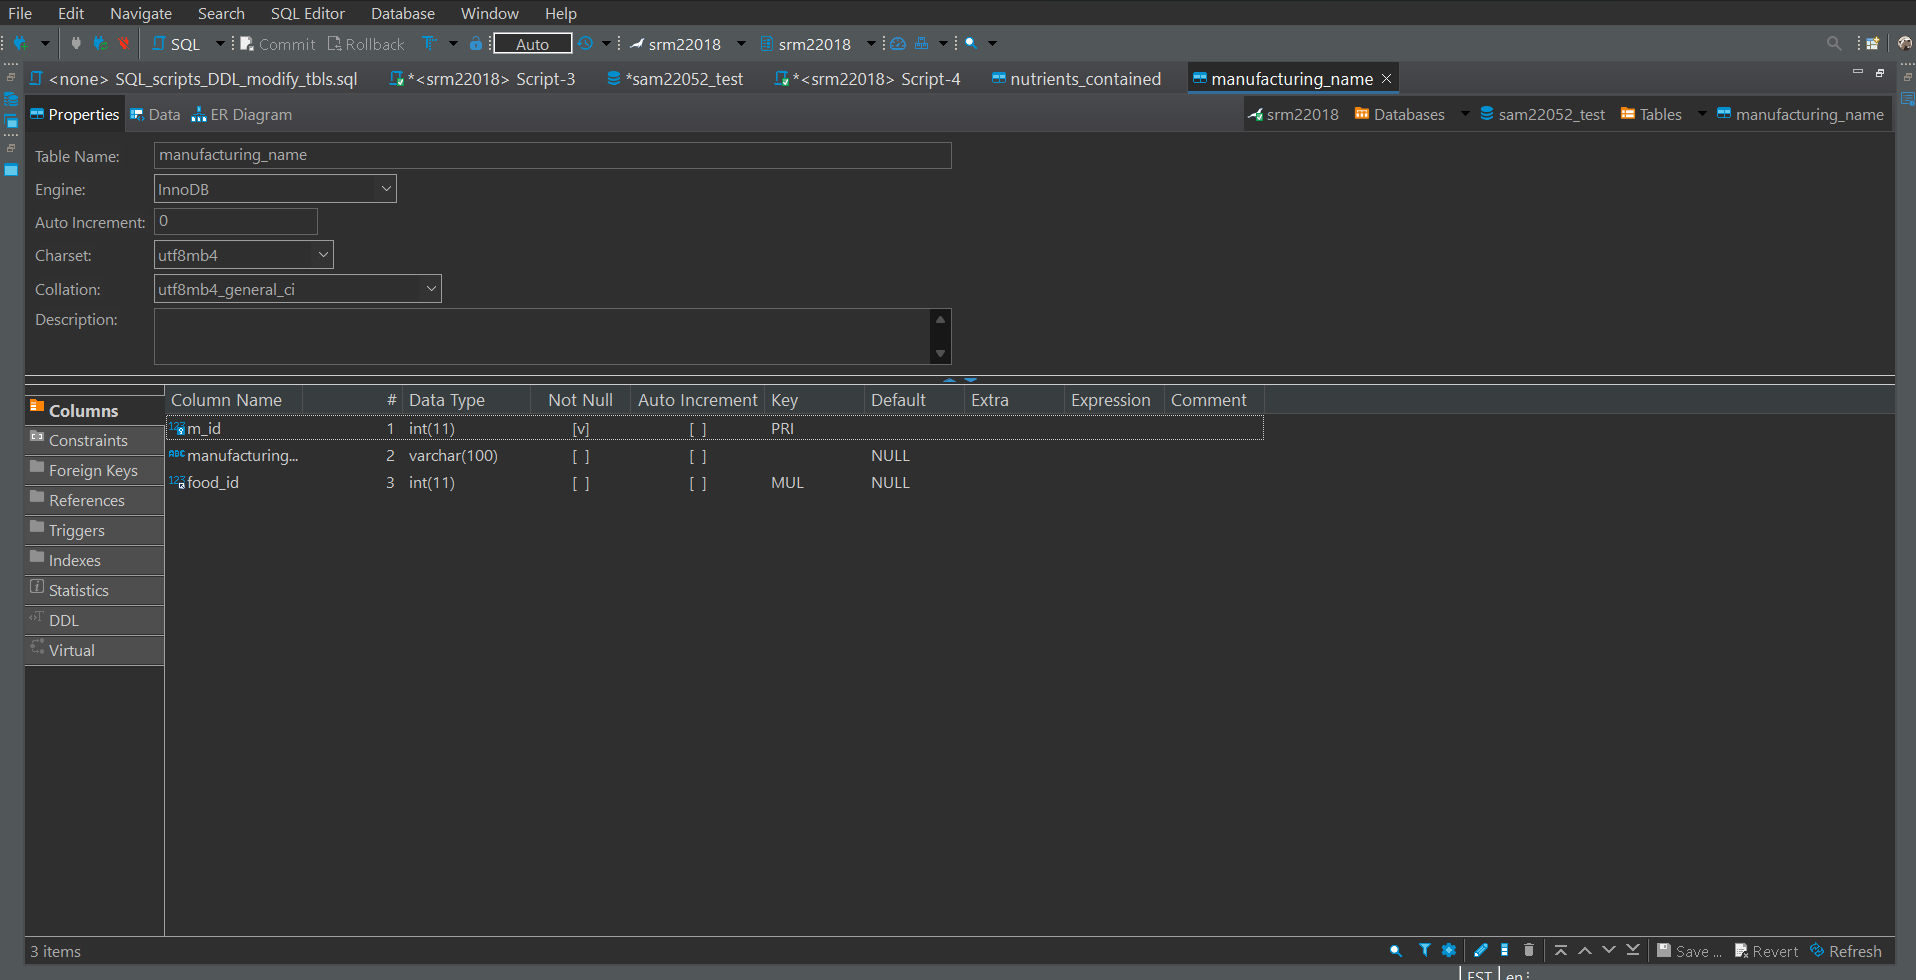 File Edit Navigate Search SQL Editor Database Window Help
SQL Commit Rollback Auto srm22018 srm22018
<none> SQL_scripts_DDL_modify_tbls.sql *<srm22018> Script-3 *sam22052_test *<srm22018> Script-4 nutrients_contained manufacturing_name
Properties Data ER Diagram srm22018 Databases sam22052_test Tables manufacturing_name
Table Name: manufacturing_name
Engine: InnoDB
Auto Increment: 0
Charset: utf8mb4
Collation: utf8mb4_general_ci
Description:
Columns
Constraints
Foreign Keys
References
Triggers
Indexes
Statistics
DDL
Virtual
Column Name # Data Type Not Null Auto Increment Key Default Extra Expression Comment
m_id 1 int(11) [v] [ ] PRI
manufacturing... 2 varchar(100) [ ] [ ] NULL
food_id 3 int(11) [ ] [ ] MUL NULL
3 items Save ... Revert Refresh
EST en